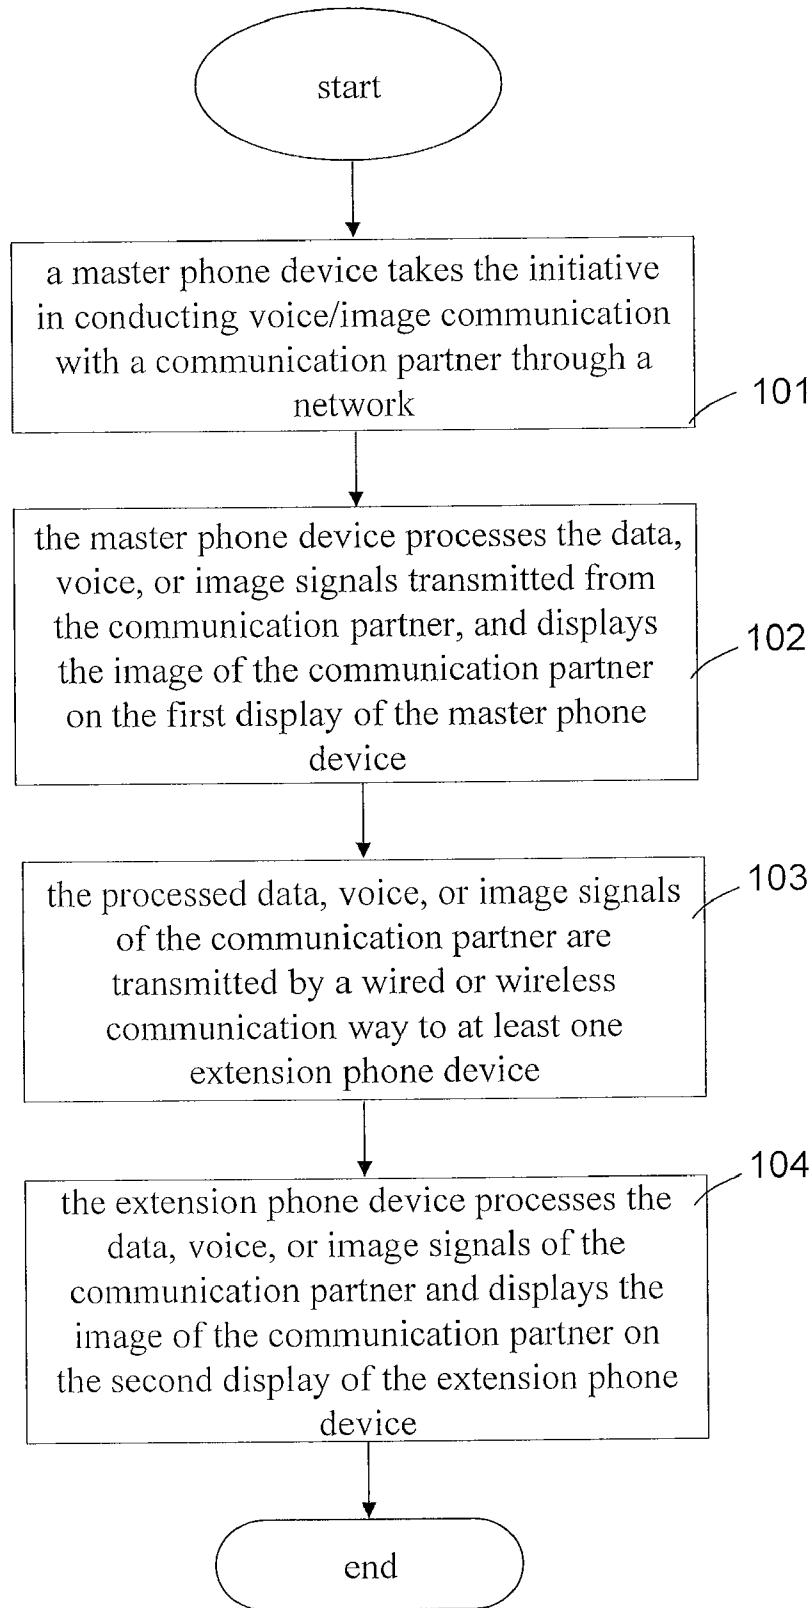 start
a master phone device takes the initiative
in conducting voice/image communication
with a communication partner through a
network
101
the master phone device processes the data,
voice, or image signals transmitted from
the communication partner, and displays
the image of the communication partner
on the first display of the master phone
device
102
the processed data, voice, or image signals
of the communication partner are
transmitted by a wired or wireless
communication way to at least one
extension phone device
103
the extension phone device processes the
data, voice, or image signals of the
communication partner and displays the
image of the communication partner on
the second display of the extension phone
device
104
end